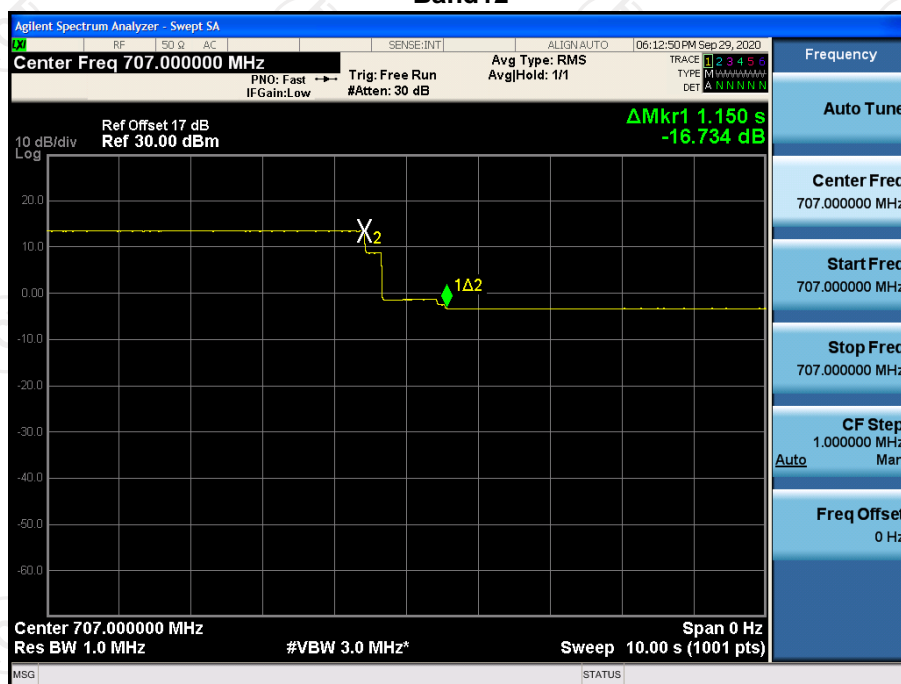 Band12
Agilent Spectrum Analyzer - Swept SA
LXI RF 50 Ω AC SENSE:INT ALIGN AUTO 06:12:50 PM Sep 29, 2020
Center Freq 707.000000 MHz
PNO: Fast
IFGain:Low
Trig: Free Run
#Atten: 30 dB
Avg Type: RMS
Avg|Hold: 1/1
TRACE 1 2 3 4 5 6
TYPE M
DET A N N N N N
Ref Offset 17 dB
10 dB/div Ref 30.00 dBm
Log
ΔMkr1 1.150 s
-16.734 dB
20.0
10.0
0.00
-10.0
-20.0
-30.0
-40.0
-50.0
-60.0
X2
1Δ2
Center 707.000000 MHz Span 0 Hz
Res BW 1.0 MHz #VBW 3.0 MHz* Sweep 10.00 s (1001 pts)
MSG STATUS
Frequency
Auto Tune
Center Freq
707.000000 MHz
Start Freq
707.000000 MHz
Stop Freq
707.000000 MHz
CF Step
1.000000 MHz
Auto Man
Freq Offset
0 Hz